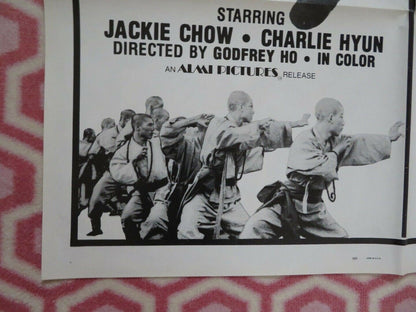 STARRING
JACKIE CHOW • CHARLIE HYUN
DIRECTED BY GODFREY HO • IN COLOR
AN AIMI PICTURES RELEASE